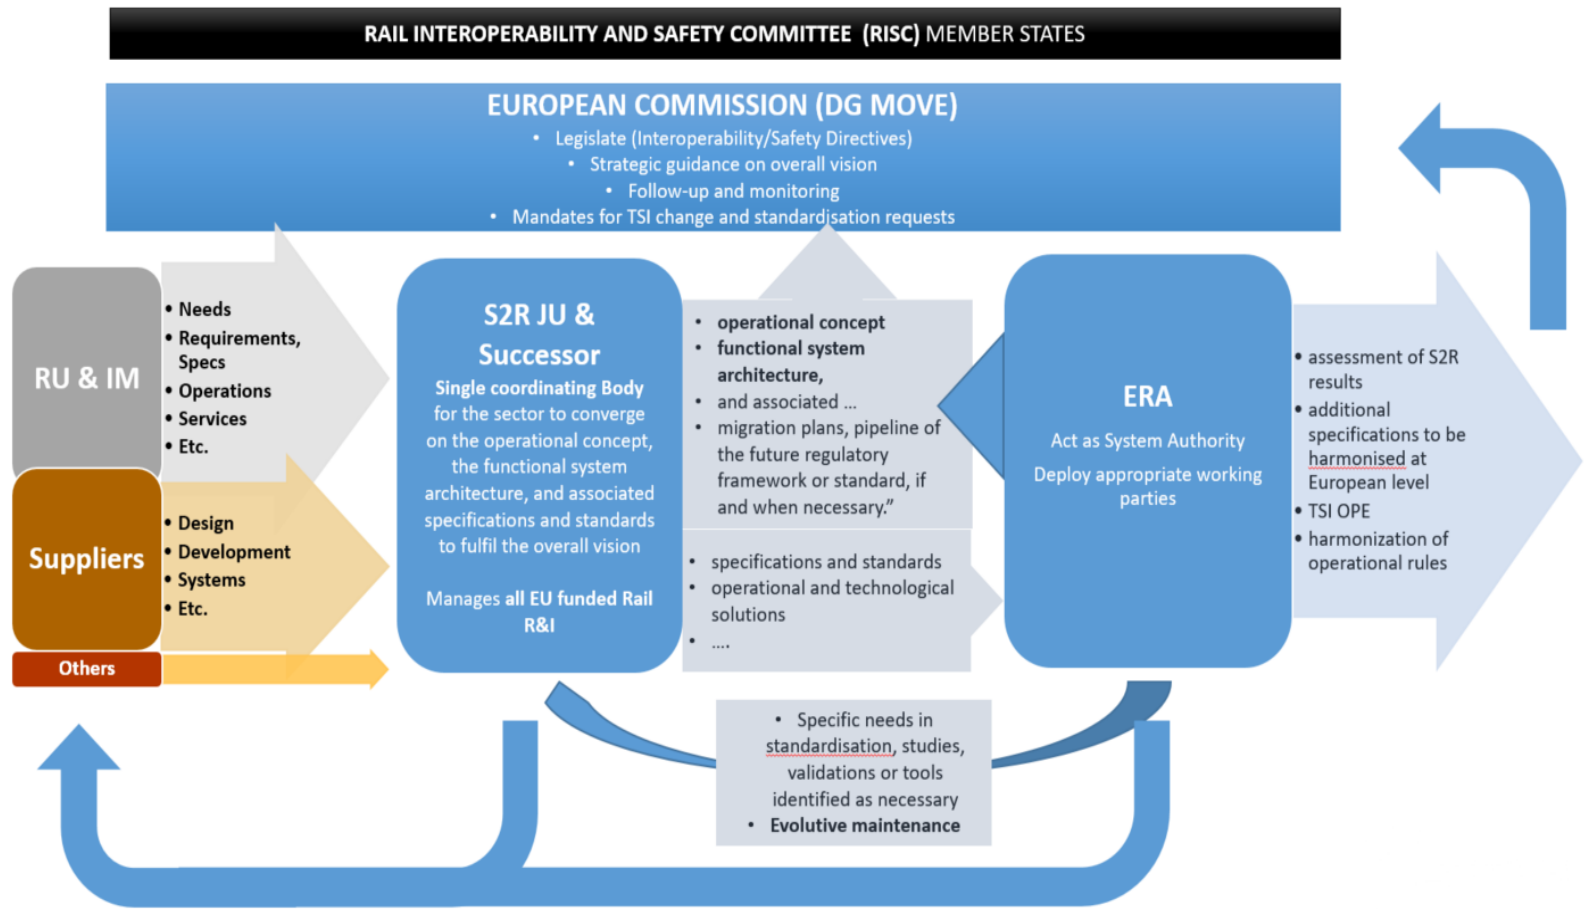 RAIL INTEROPERABILITY AND SAFETY COMMITTEE (RISC) MEMBER STATES
EUROPEAN COMMISSION (DG MOVE)
• Legislate (Interoperability/Safety Directives)
• Strategic guidance on overall vision
• Follow-up and monitoring
• Mandates for TSI change and standardisation requests
RU & IM
• Needs
• Requirements,
Specs
• Operations
• Services
• Etc.
Suppliers
• Design
• Development
• Systems
• Etc.
Others
S2R JU &
Successor
Single coordinating Body
for the sector to converge
on the operational concept,
the functional system
architecture, and associated
specifications and standards
to fulfil the overall vision
Manages all EU funded Rail
R&I
• operational concept
• functional system
architecture,
• and associated ...
• migration plans, pipeline of
the future regulatory
framework or standard, if
and when necessary.”
• specifications and standards
• operational and technological
solutions
• ....
ERA
Act as System Authority
Deploy appropriate working
parties
• assessment of S2R
results
• additional
specifications to be
harmonised at
European level
• TSI OPE
• harmonization of
operational rules
• Specific needs in
standardisation, studies,
validations or tools
identified as necessary
• Evolutive maintenance